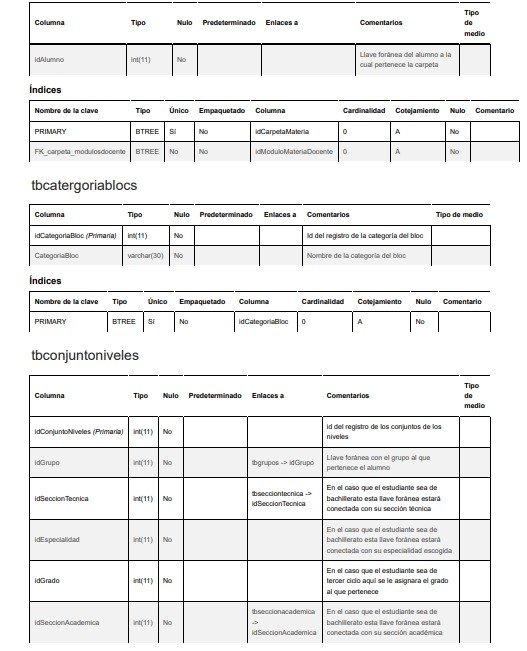 Columna Tipo Nulo Predeterminado Enlaces a Comentarios Tipo de medio
idAlumno int(11) No Llave foránea del alumno a la
cual pertenece la carpeta
Índices
Nombre de la clave Tipo Único Empaquetado Columna Cardinalidad Cotejamiento Nulo Comentario
PRIMARY BTREE Sí No idCarpetaMateria 0 A No
FK_carpeta_modulosdocente BTREE No No idModuloMateriaDocente 0 A No
tbcatergoriablocs
Columna Tipo Nulo Predeterminado Enlaces a Comentarios Tipo de medio
idCategoriaBloc (Primaria) int(11) No Id del registro de la categoría del bloc
CategoriaBloc varchar(30) No Nombre de la categoría del bloc
Índices
Nombre de la clave Tipo Único Empaquetado Columna Cardinalidad Cotejamiento Nulo Comentario
PRIMARY BTREE Sí No idCategoriaBloc 0 A No
tbconjuntoniveles
Columna Tipo Nulo Predeterminado Enlaces a Comentarios Tipo de medio
idConjuntoNiveles (Primaria) int(11) No id del registro de los conjuntos de los
niveles
idGrupo int(11) No tbgrupos -> idGrupo Llave foránea con el grupo al que
pertenece el alumno
idSeccionTecnica int(11) No tbsecciontecnica ->
idSeccionTecnica En el caso que el estudiante sea de
bachillerato esta llave foránea estará
conectada con su sección técnica
idEspecialidad int(11) No En el caso que el estudiante sea de
bachillerato esta llave foránea estará
conectada con su especialidad escogida
idGrado int(11) No En el caso que el estudiante sea de
tercer ciclo aquí se le asignara el grado
al que pertenece
idSeccionAcademica int(11) No tbseccionacademica
->
idSeccionAcademica En el caso que el estudiante sea de
bachillerato esta llave foránea estará
conectada con su sección académica